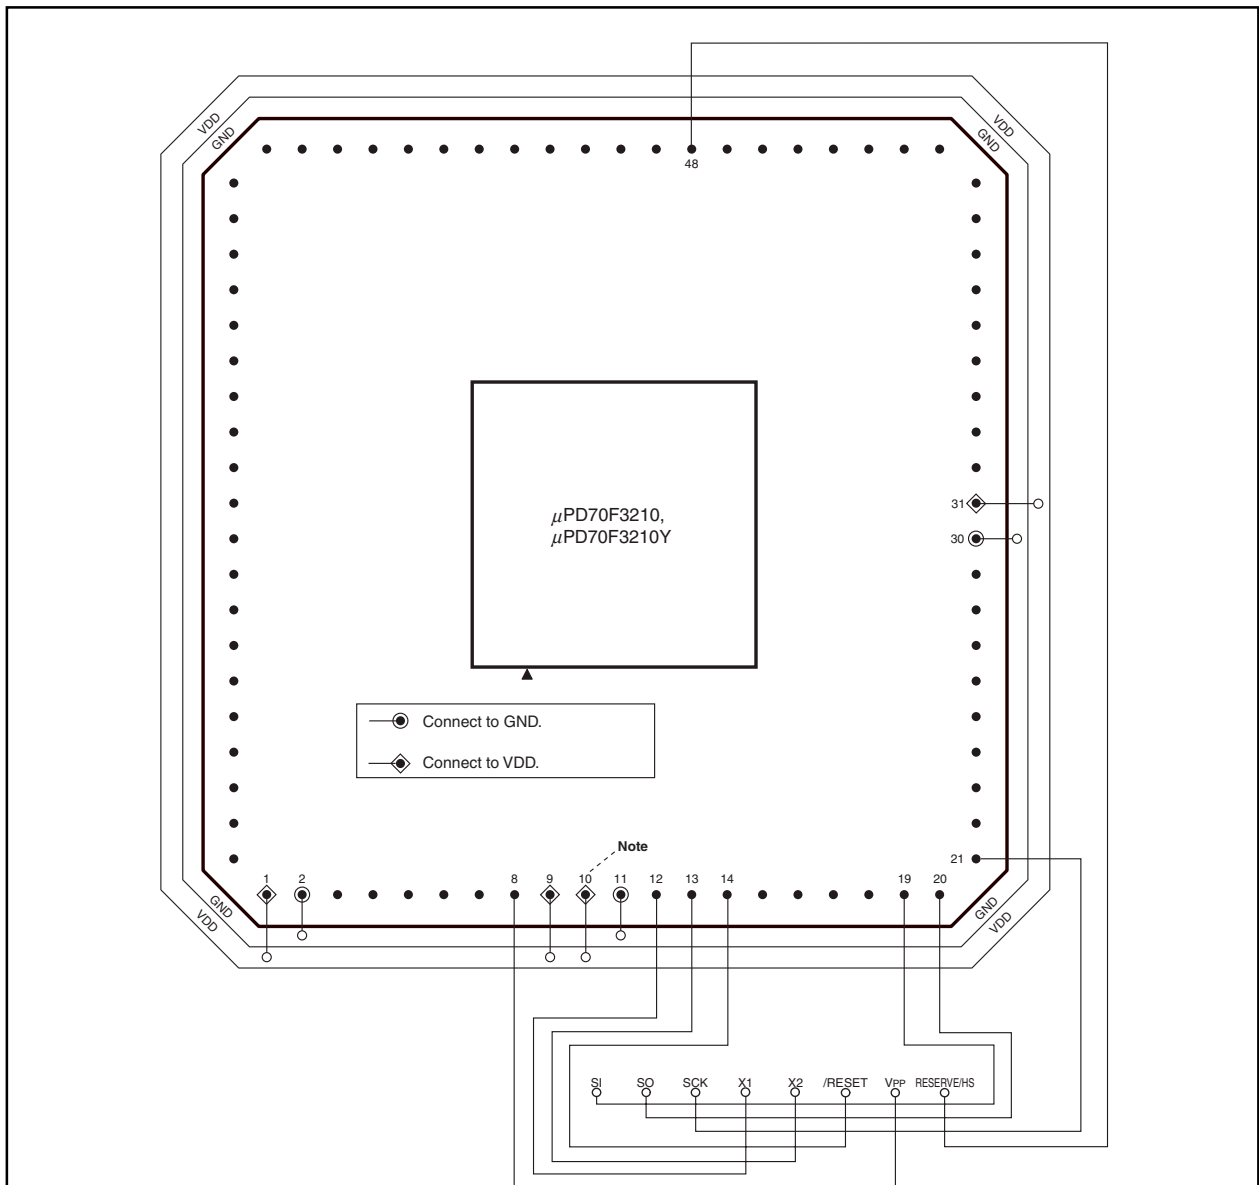 VDD
GND
VDD
GND
48
31
30
μPD70F3210,
μPD70F3210Y
Connect to GND.
Connect to VDD.
Note
21
1 2 8 9 10 11 12 13 14 19 20
GND
VDD
GND
VDD
SI SO SCK X1 X2 /RESET VPP RESERVE/HS